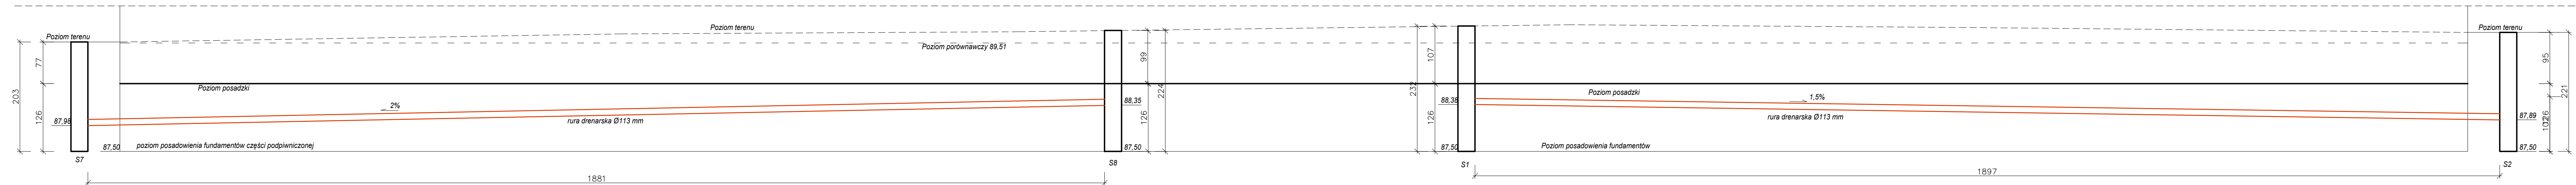 Poziom terenu
Poziom terenu
Poziom terenu
Poziom porównawczy 89,51
Poziom posadzki
Poziom posadzki
203
77
126
2%
1,5%
87,98
88,35
88,38
87,89
rura drenarska Ø113 mm
rura drenarska Ø113 mm
99
224
126
232
107
126
95
221
126
87,50
poziom posadowienia fundamentów części podpiwniczonej
87,50
87,50
Poziom posadowienia fundamentów
87,50
S7
S8
S1
S2
1881
1897